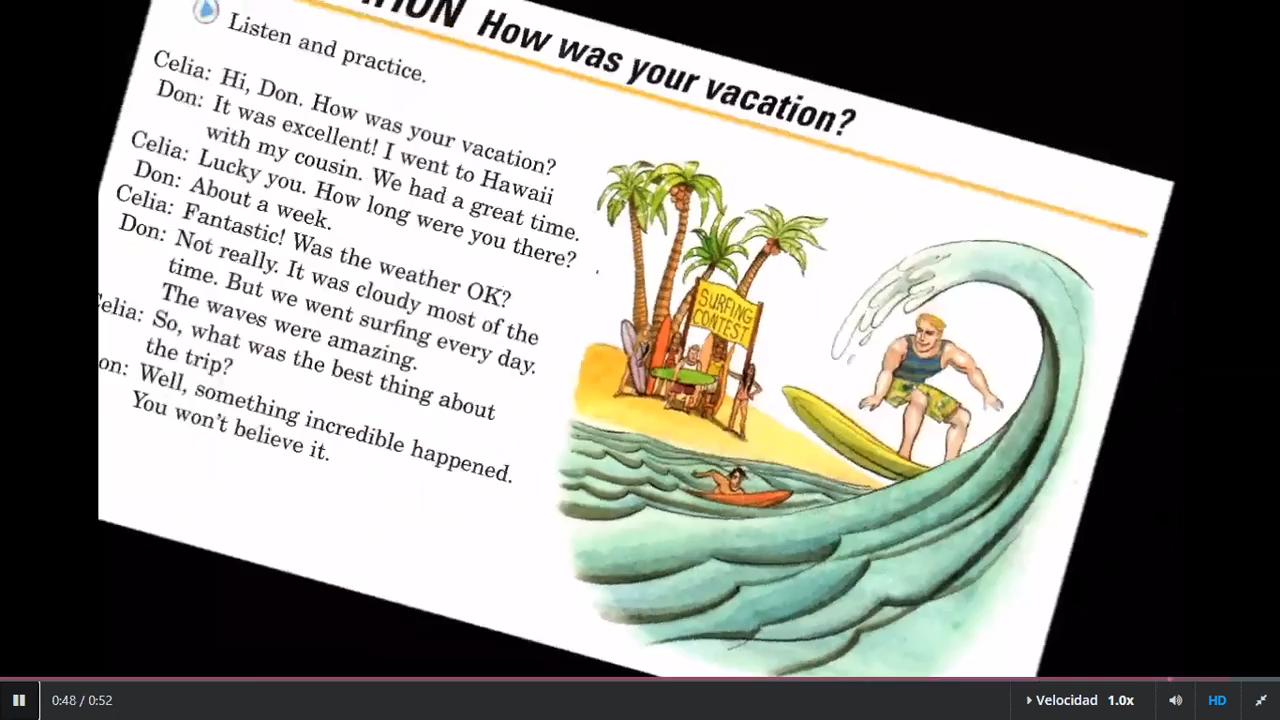 How was your vacation?
Listen and practice.
Celia: Hi, Don. How was your vacation?
Don: It was excellent! I went to Hawaii
with my cousin. We had a great time.
Celia: Lucky you. How long were you there?
Don: About a week.
Celia: Fantastic! Was the weather OK?
Don: Not really. It was cloudy most of the
time. But we went surfing every day.
The waves were amazing.
elia: So, what was the best thing about
the trip?
on: Well, something incredible happened.
You won't believe it.
SURFING
CONTEST
0:48 / 0:52
Velocidad 1.0x
HD